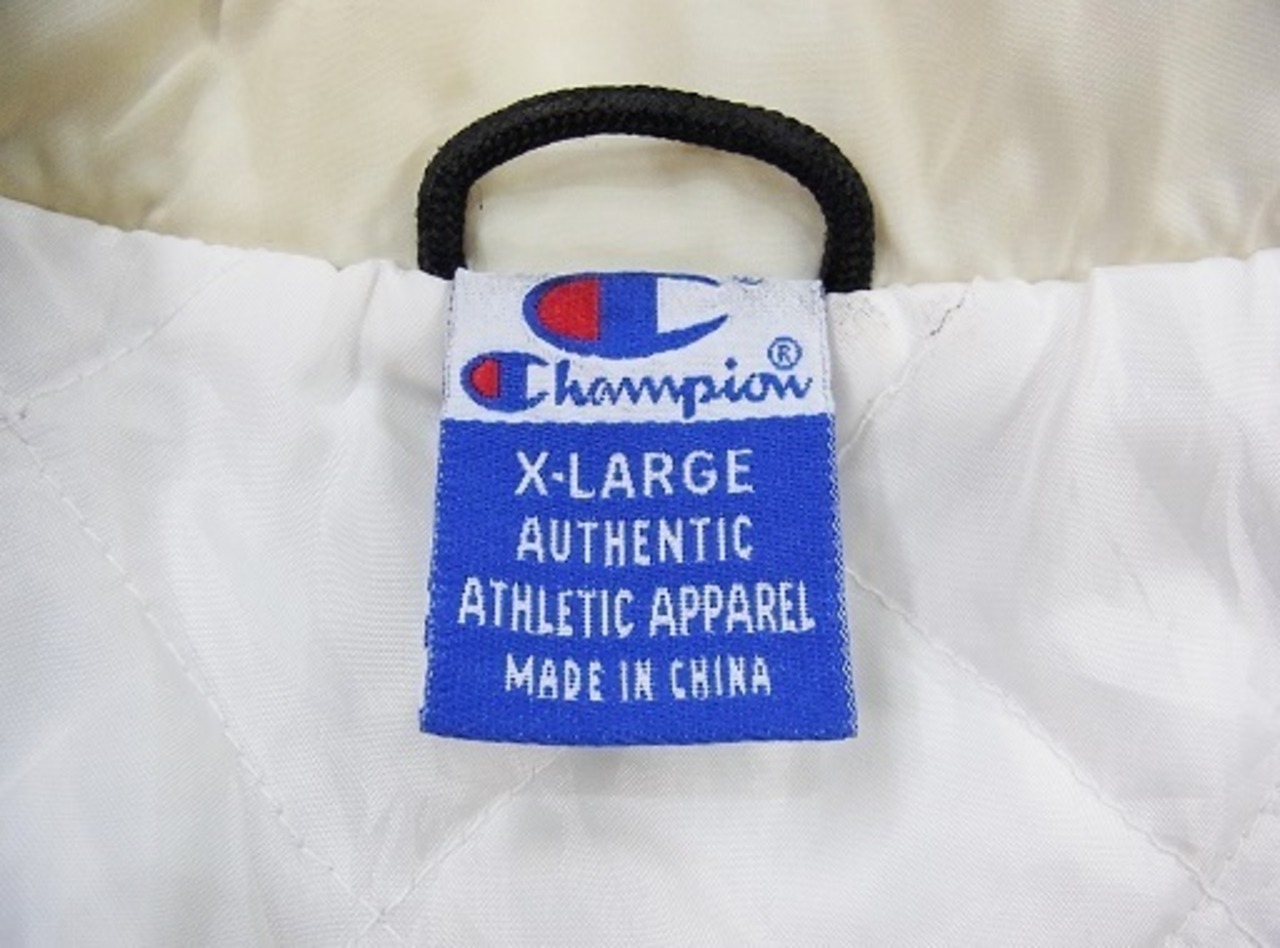 Champion®
X-LARGE
AUTHENTIC
ATHLETIC APPAREL
MADE IN CHINA